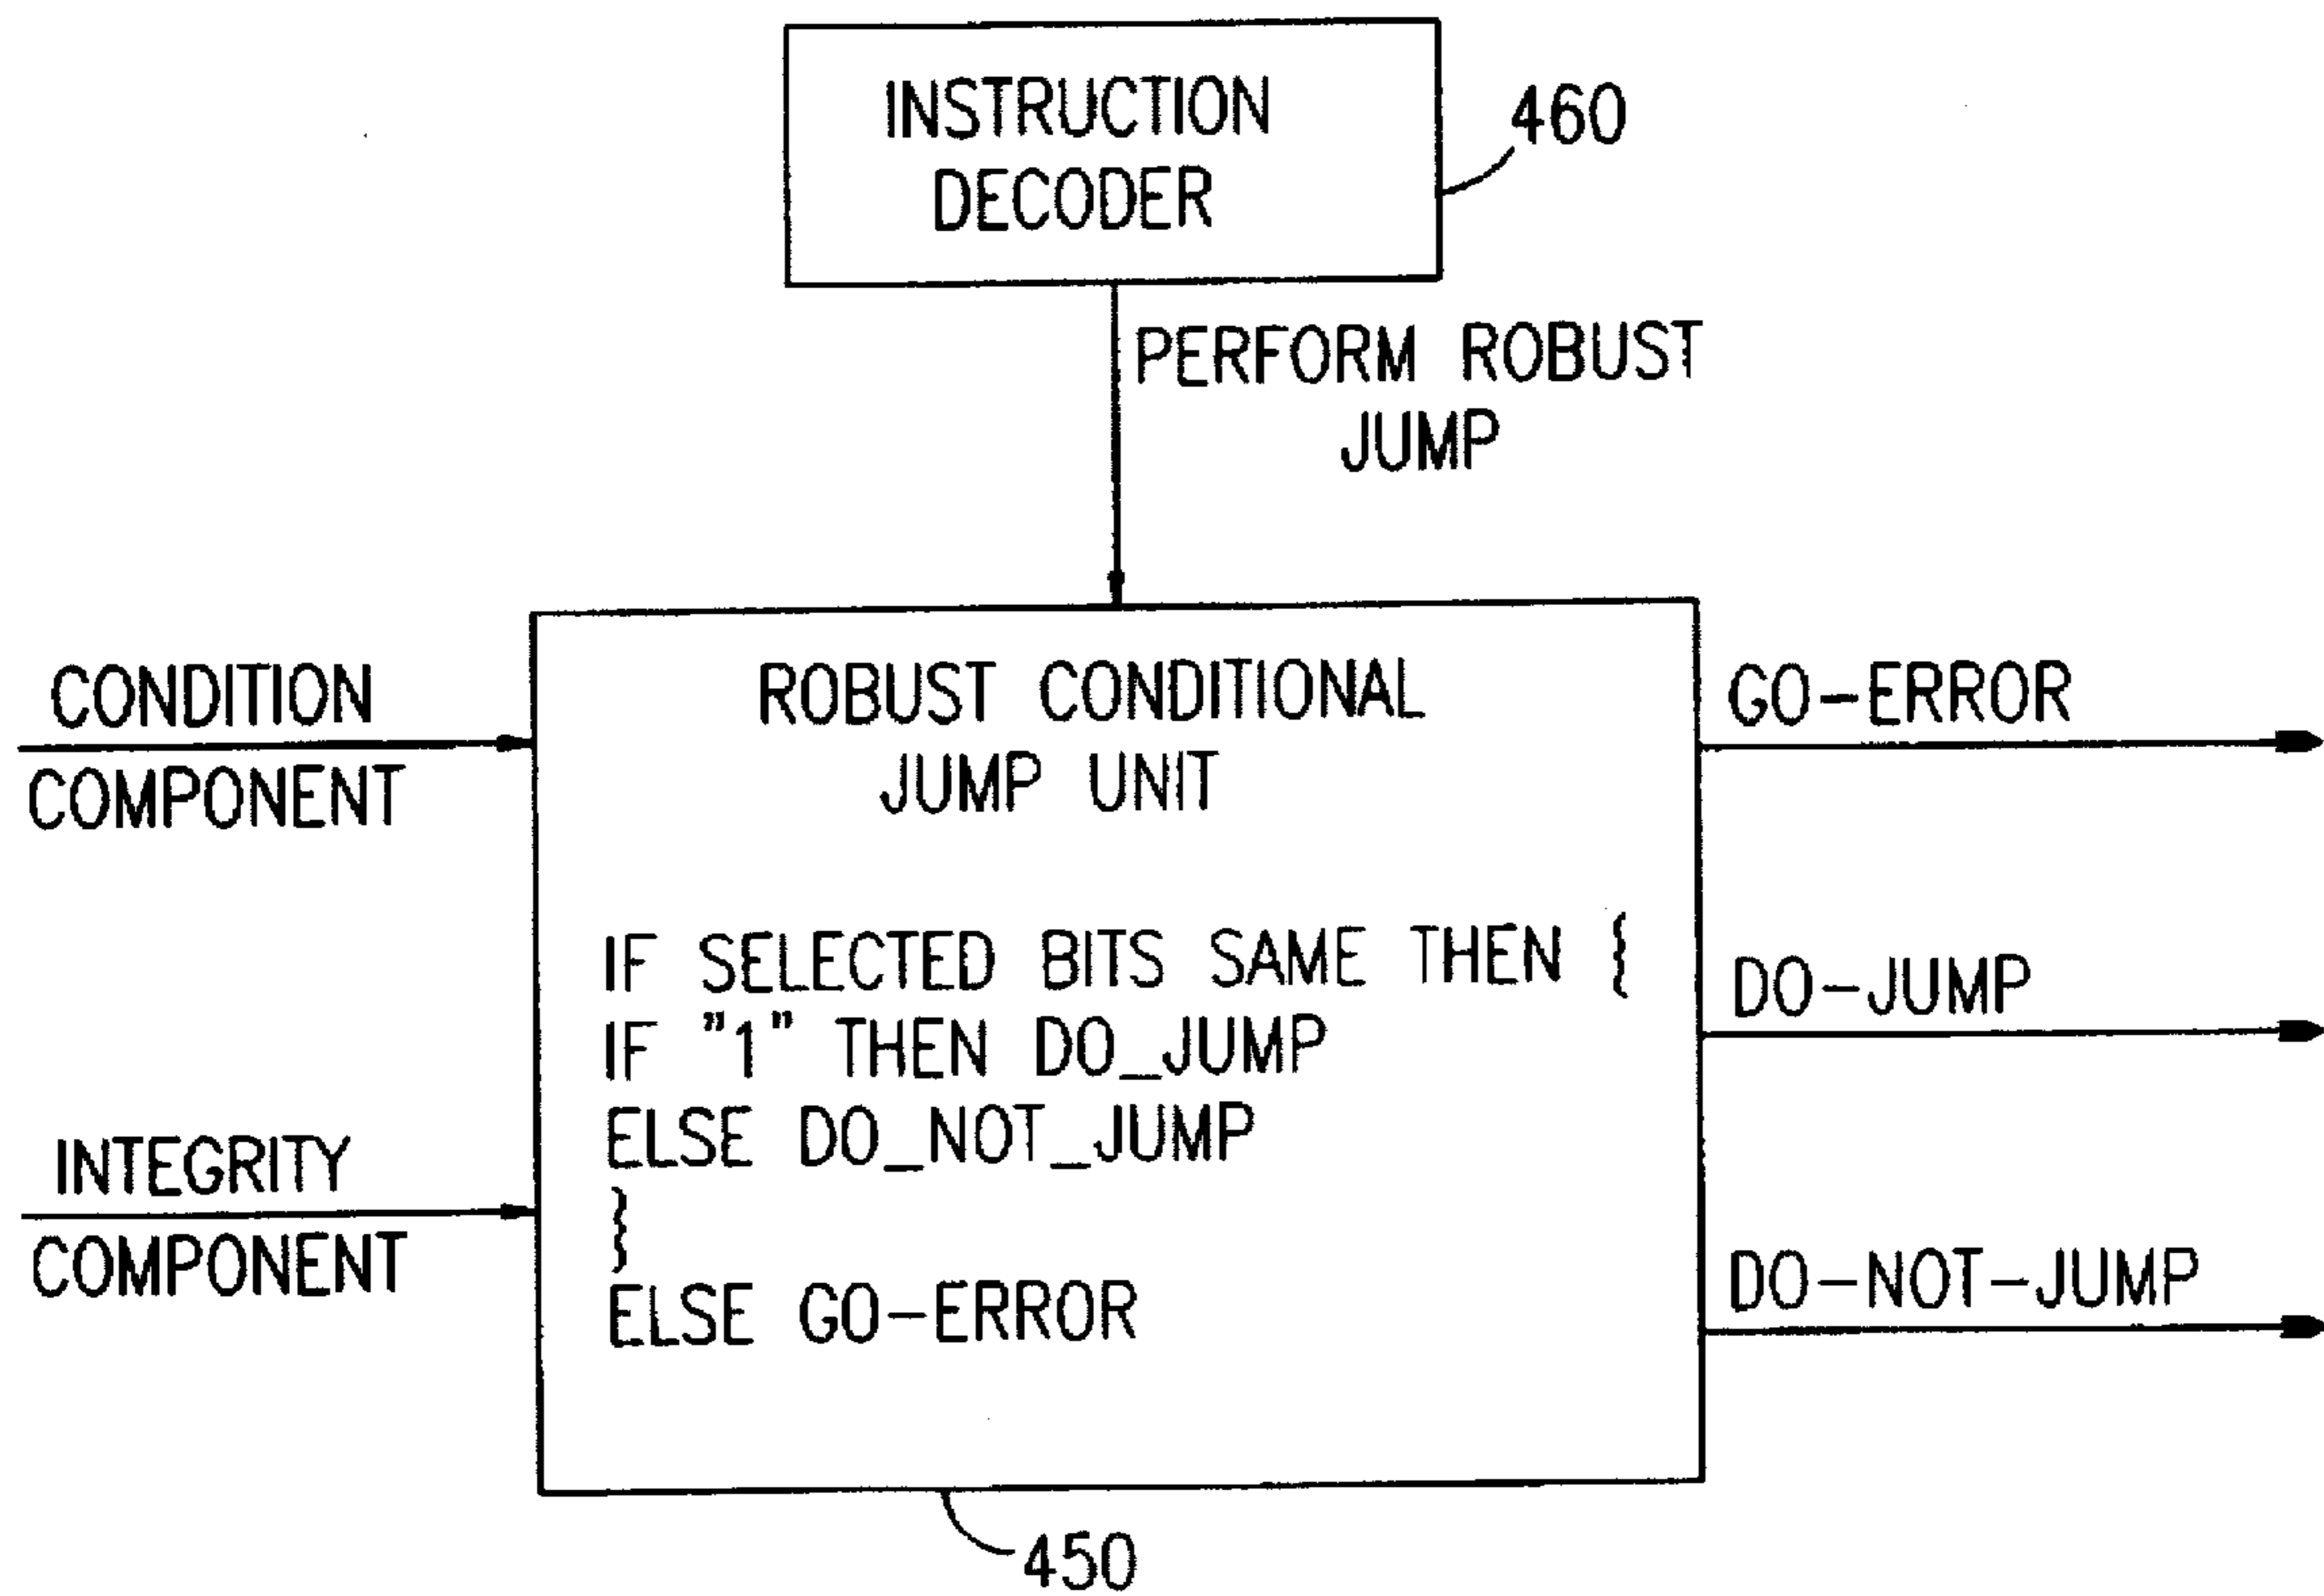 INSTRUCTION
DECODER
460
PERFORM ROBUST
JUMP
CONDITION
COMPONENT
INTEGRITY
COMPONENT
ROBUST CONDITIONAL
JUMP UNIT
IF SELECTED BITS SAME THEN {
IF "1" THEN DO_JUMP
ELSE DO_NOT_JUMP
}
ELSE GO-ERROR
GO-ERROR
DO-JUMP
DO-NOT-JUMP
450